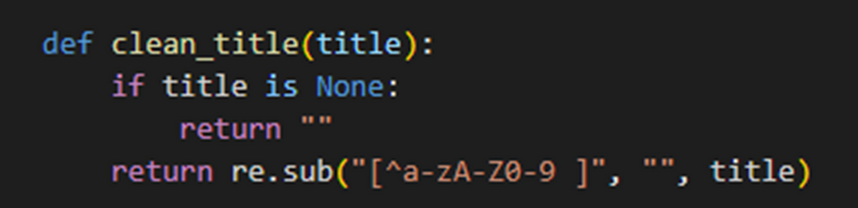 def clean_title(title):
    if title is None:
        return ""
    return re.sub("[^a-zA-Z0-9 ]", "", title)